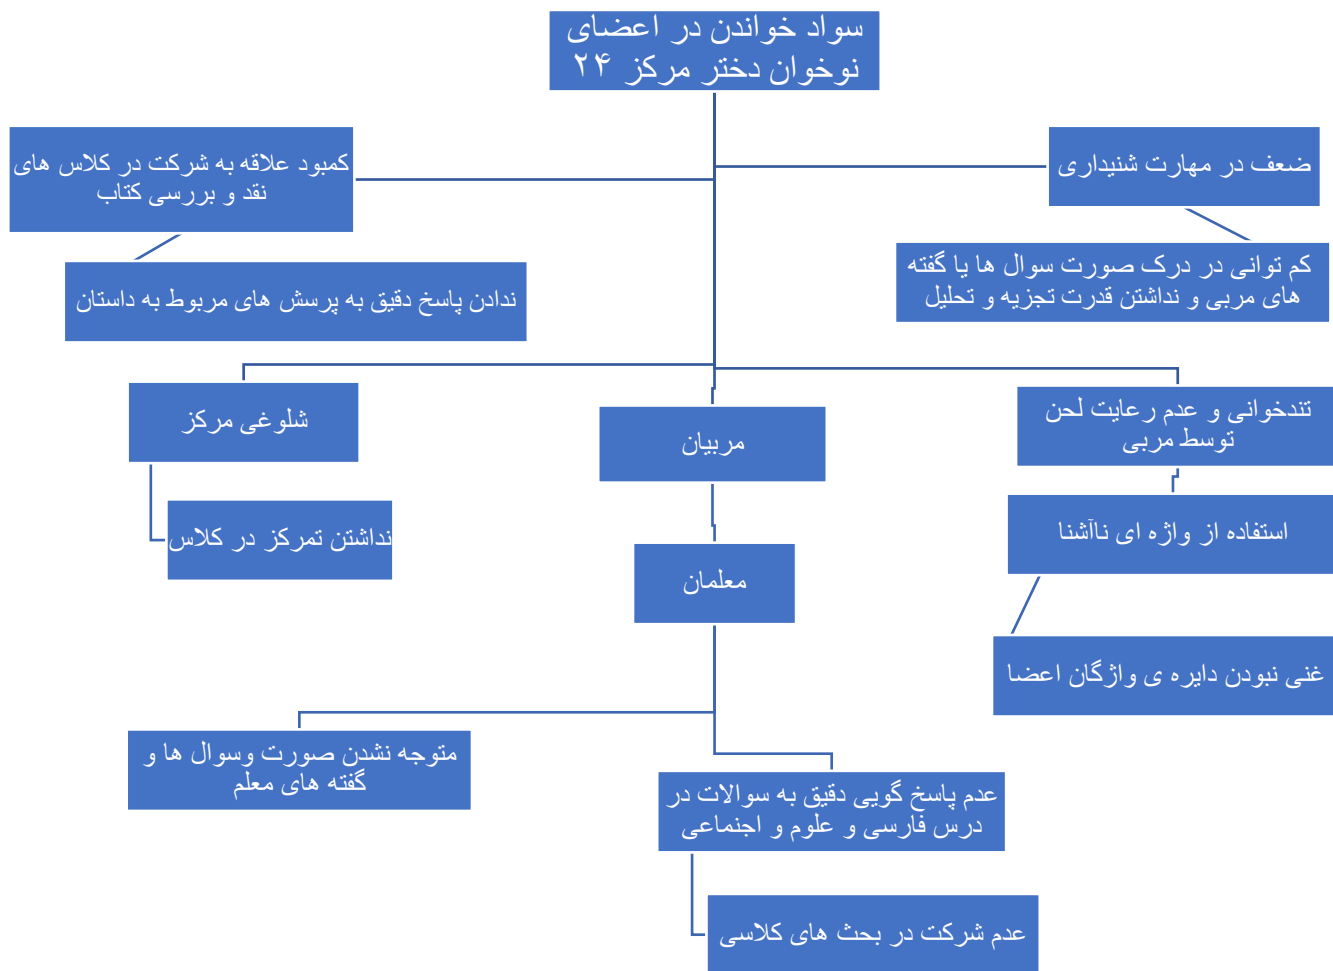 سواد خواندن در اعضای
نوخوان دختر مرکز ۲۴
ضعف در مهارت شنیداری
کمبود علاقه به شرکت در کلاس های
نقد و بررسی کتاب
کم توانی در درک صورت سوال ها یا گفته
های مربی و نداشتن قدرت تجزیه و تحلیل
ندادن پاسخ دقیق به پرسش های مربوط به داستان
تندخوانی و عدم رعایت لحن
توسط مربی
مربیان
شلوغی مرکز
استفاده از واژه ای ناآشنا
نداشتن تمرکز در کلاس
معلمان
غنی نبودن دایره ی واژگان اعضا
متوجه نشدن صورت وسوال ها و
گفته های معلم
عدم پاسخ گویی دقیق به سوالات در
درس فارسی و علوم و اجنماعی
عدم شرکت در بحث های کلاسی